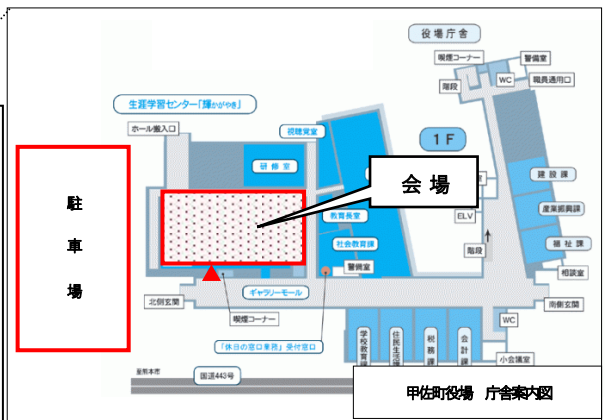 役場庁舎
喫煙コーナー
警備室
階段
WC
職員通用口
生涯学習センター「輝かがやき」
ホール搬入口
視聴覚室
1F
研修室
会場
建設課
産業振興課
福祉課
相談室
教育長室
室
ELV
社会教育課
階段
警備室
駐車場
北側玄関
ギャラリーモール
南側玄関
喫煙コーナー
WC
「休日の窓口業務」受付窓口
学校教育課
住民生活課
税務課
会計課
小会議室
至熊本市
国道443号
甲佐町役場 庁舎案内図